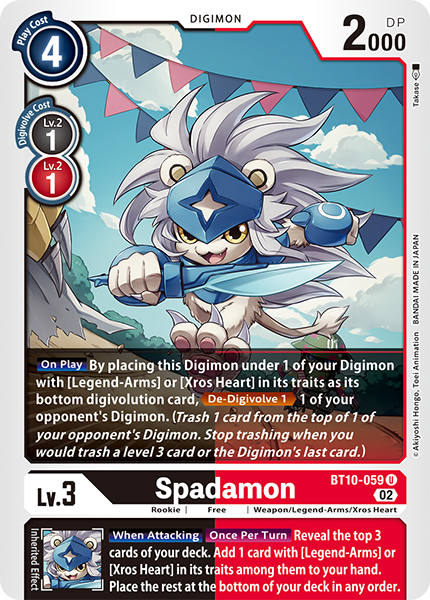 Play Cost
4
DIGIMON
DP
2000
Digivolve Cost
Lv.2
1
Lv.2
1
Takase
© Akiyoshi Hongo, Toei Animation BANDAI MADE IN JAPAN
On Play By placing this Digimon under 1 of your Digimon
with [Legend-Arms] or [Xros Heart] in its traits as its
bottom digivolution card, De-Digivolve 1 1 of your
opponent's Digimon. (Trash 1 card from the top of 1
of your opponent's Digimon. Stop trashing when you
would trash a level 3 card or the Digimon's last card.)
Lv.3
Spadamon
BT10-059 U
02
Rookie | Free | Weapon/Legend-Arms/Xros Heart
Inherited Effect
When Attacking Once Per Turn Reveal the top 3
cards of your deck. Add 1 card with [Legend-Arms] or
[Xros Heart] in its traits among them to your hand.
Place the rest at the bottom of your deck in any order.